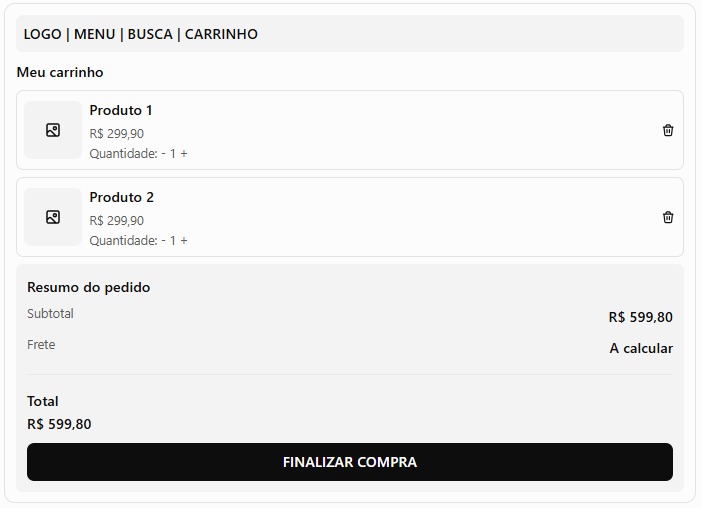 LOGO | MENU | BUSCA | CARRINHO
Meu carrinho
Produto 1
R$ 299,90
Quantidade: - 1 +
Produto 2
R$ 299,90
Quantidade: - 1 +
Resumo do pedido
Subtotal R$ 599,80
Frete A calcular
Total
R$ 599,80
FINALIZAR COMPRA